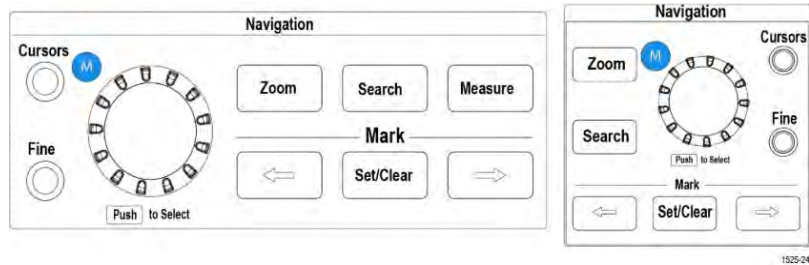 Navigation
Cursors
M
Zoom
Search
Measure
Fine
Mark
Set/Clear
Push to Select
Navigation
Cursors
M
Zoom
Fine
Search
Push to Select
Mark
Set/Clear
1525-24